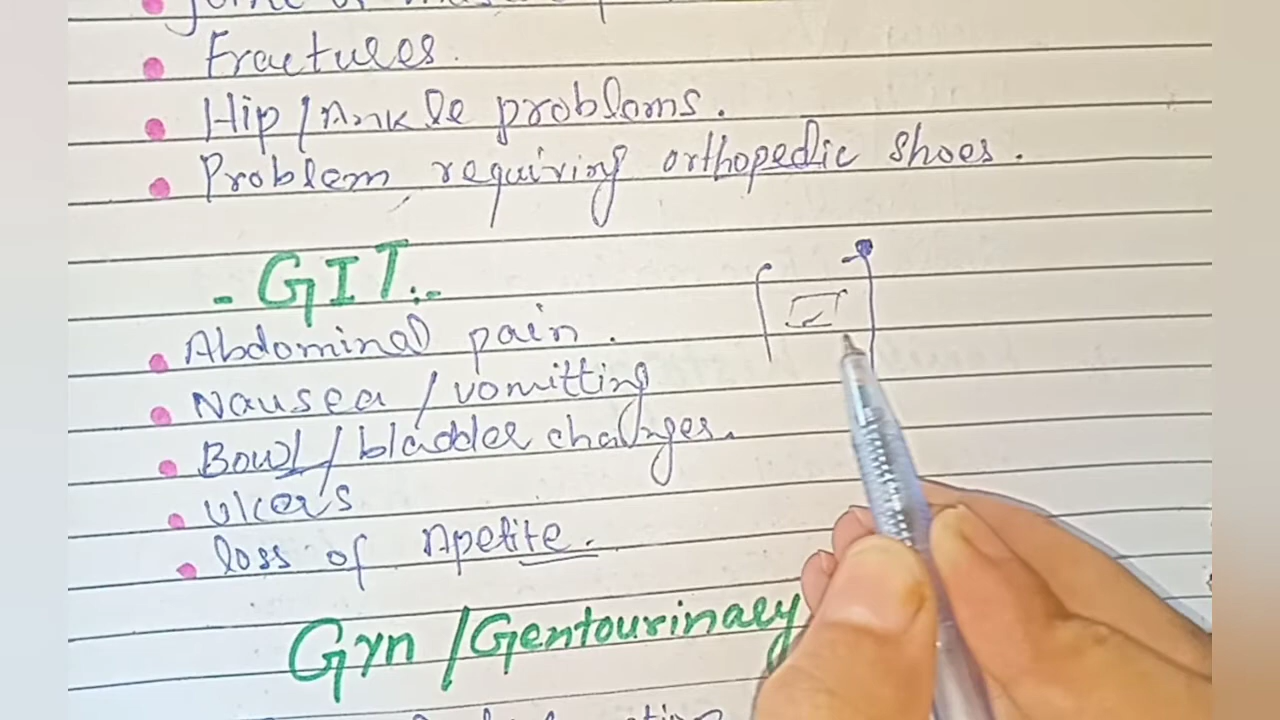 Fractures.
Hip/Ankle problems.
Problem requiring orthopedic shoes.
- GIT:-
Abdominal pain.
Nausea / vomitting
Bowl / bladder changes.
Ulcers
loss of Apetite.
Gyn / Gentourinary